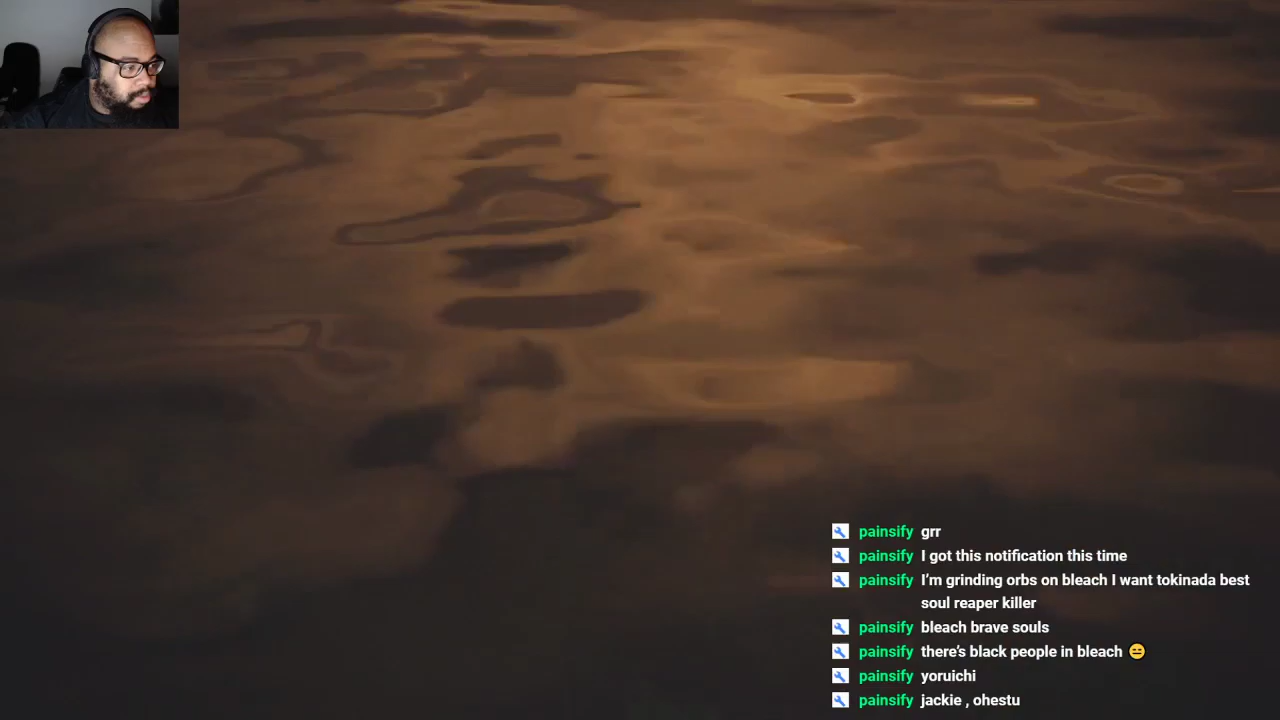 painsify grr
painsify I got this notification this time
painsify I’m grinding orbs on bleach I want tokinada best
soul reaper killer
painsify bleach brave souls
painsify there’s black people in bleach 😑
painsify yoruichi
painsify jackie , ohestu